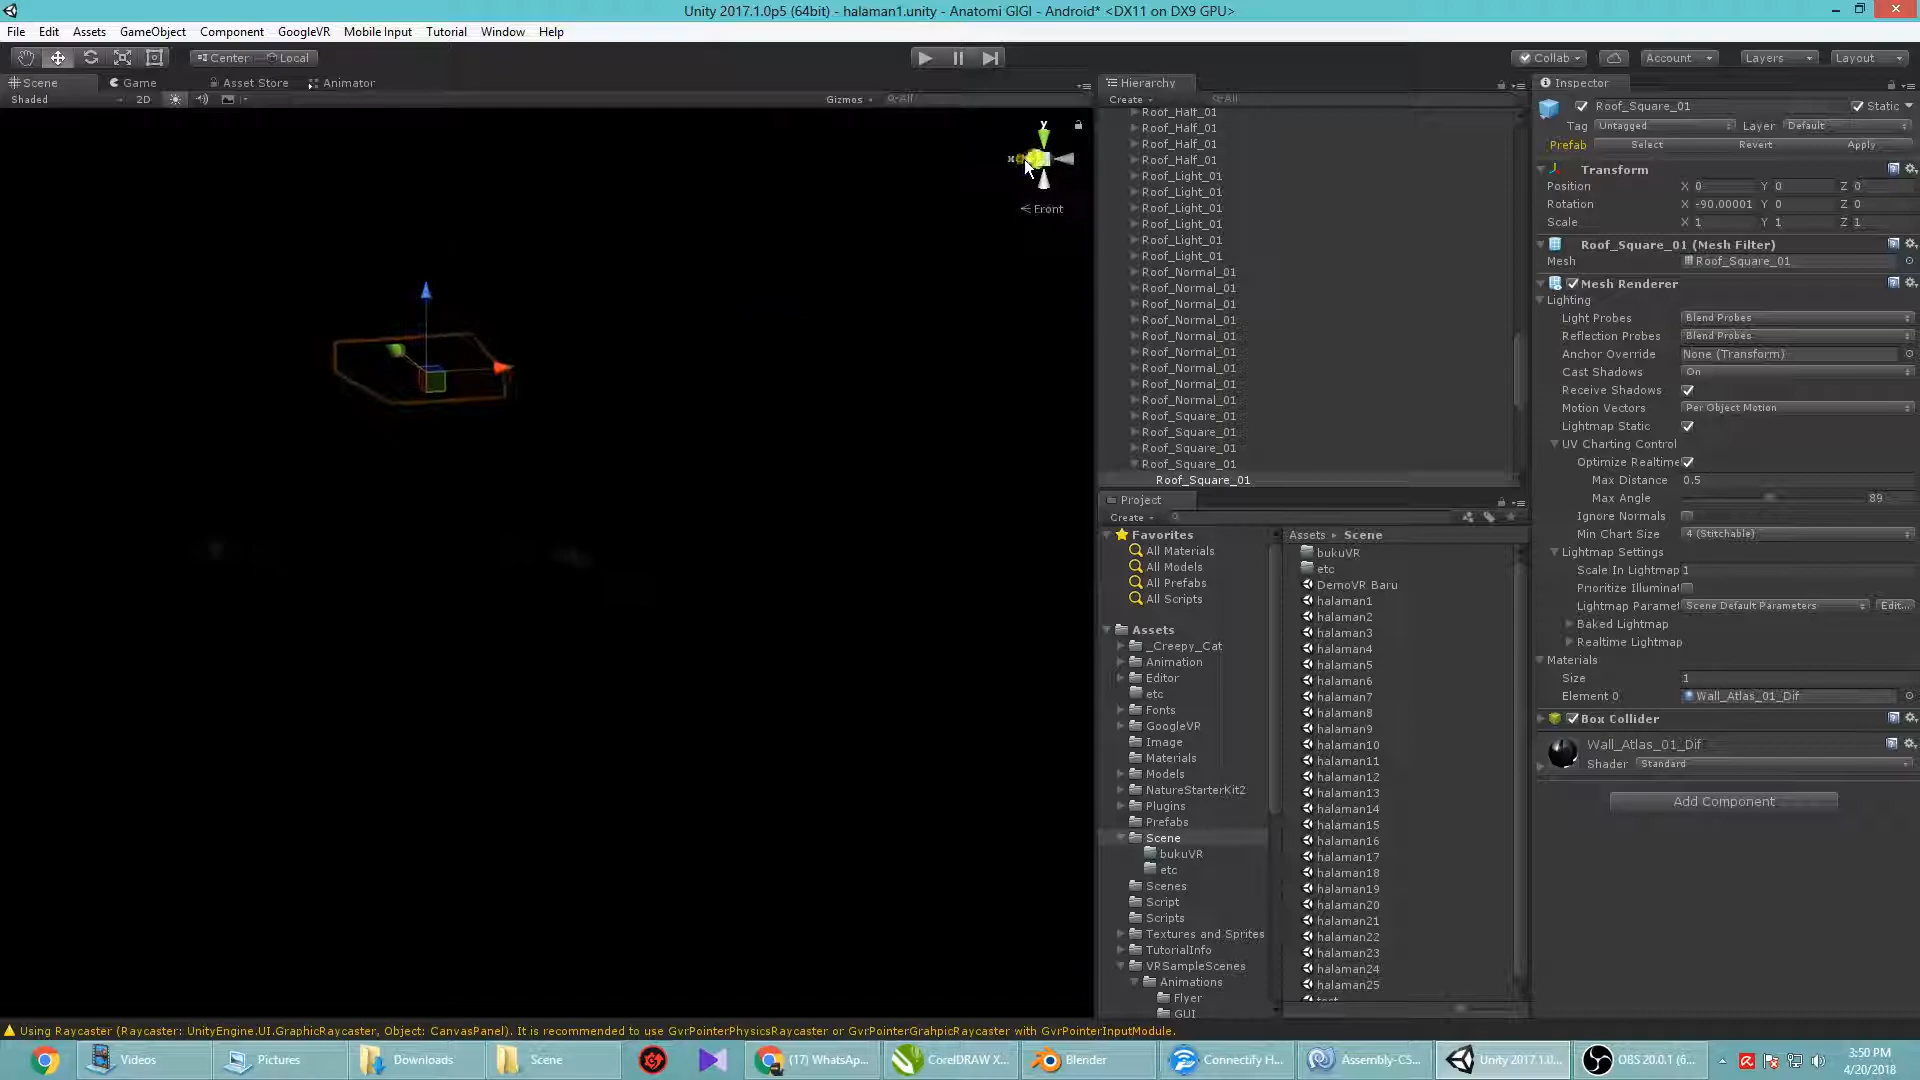 Unity 2017.1.0p5 (64bit) - halaman1.unity - Anatomi GIGI - Android* <DX11 on DX9 GPU>
File Edit Assets GameObject Component GoogleVR Mobile Input Tutorial Window Help
Center Local Collab Account Layers Layout
Scene Game Asset Store Animator
Shaded 2D Gizmos All
y
x
Front
Hierarchy
Create All
Roof_Half_01
Roof_Half_01
Roof_Half_01
Roof_Half_01
Roof_Light_01
Roof_Light_01
Roof_Light_01
Roof_Light_01
Roof_Light_01
Roof_Light_01
Roof_Normal_01
Roof_Normal_01
Roof_Normal_01
Roof_Normal_01
Roof_Normal_01
Roof_Normal_01
Roof_Normal_01
Roof_Normal_01
Roof_Normal_01
Roof_Square_01
Roof_Square_01
Roof_Square_01
Roof_Square_01
Roof_Square_01
Project
Create
Favorites
All Materials
All Models
All Prefabs
All Scripts
Assets
_Creepy_Cat
Animation
Editor
etc
Fonts
GoogleVR
Image
Materials
Models
NatureStarterKit2
Plugins
Prefabs
Scene
bukuVR
etc
Scenes
Script
Scripts
Textures and Sprites
TutorialInfo
VRSampleScenes
Animations
Flyer
GUI
Assets Scene
bukuVR
etc
DemoVR Baru
halaman1
halaman2
halaman3
halaman4
halaman5
halaman6
halaman7
halaman8
halaman9
halaman10
halaman11
halaman12
halaman13
halaman14
halaman15
halaman16
halaman17
halaman18
halaman19
halaman20
halaman21
halaman22
halaman23
halaman24
halaman25
Inspector
Roof_Square_01 Static
Tag Untagged Layer Default
Prefab Select Revert Apply
Transform
Position X 0 Y 0 Z 0
Rotation X -90.00001 Y 0 Z 0
Scale X 1 Y 1 Z 1
Roof_Square_01 (Mesh Filter)
Mesh Roof_Square_01
Mesh Renderer
Lighting
Light Probes Blend Probes
Reflection Probes Blend Probes
Anchor Override None (Transform)
Cast Shadows On
Receive Shadows
Motion Vectors Per Object Motion
Lightmap Static
UV Charting Control
Optimize Realtime
Max Distance 0.5
Max Angle 89
Ignore Normals
Min Chart Size 4 (Stitchable)
Lightmap Settings
Scale In Lightmap 1
Prioritize Illuminat
Lightmap Paramet Scene Default Parameters Edit...
Baked Lightmap
Realtime Lightmap
Materials
Size 1
Element 0 Wall_Atlas_01_Dif
Box Collider
Wall_Atlas_01_Dif
Shader Standard
Add Component
Using Raycaster (Raycaster: UnityEngine.UI.GraphicRaycaster, Object: CanvasPanel). It is recommended to use GvrPointerPhysicsRaycaster or GvrPointerGrahpicRaycaster with GvrPointerInputModule.
Videos Pictures Downloads Scene (17) WhatsAp... CorelDRAW X... Blender Connectify H... Assembly-CS... Unity 2017.1.0... OBS 20.0.1 (6...
3:50 PM
4/20/2018